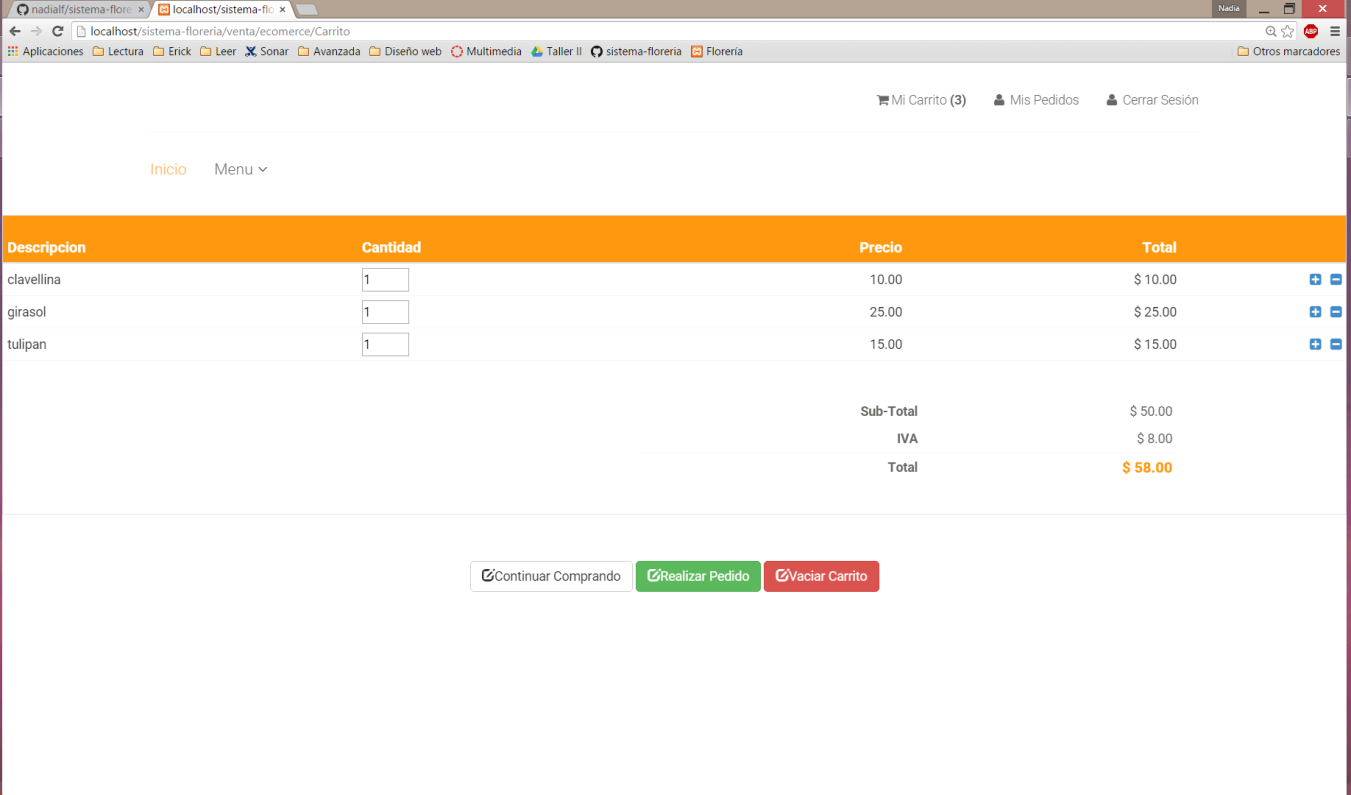 nadialf/sistema-flore × localhost/sistema-flo × Nadia
localhost/sistema-floreria/venta/ecomerce/Carrito ABP
Aplicaciones Lectura Erick Leer Sonar Avanzada Diseño web Multimedia Taller II sistema-floreria Florería Otros marcadores
Mi Carrito (3) Mis Pedidos Cerrar Sesión
Inicio Menu
Descripcion Cantidad Precio Total
clavellina 1 10.00 $ 10.00
girasol 1 25.00 $ 25.00
tulipan 1 15.00 $ 15.00
Sub-Total $ 50.00
IVA $ 8.00
Total $ 58.00
Continuar Comprando Realizar Pedido Vaciar Carrito